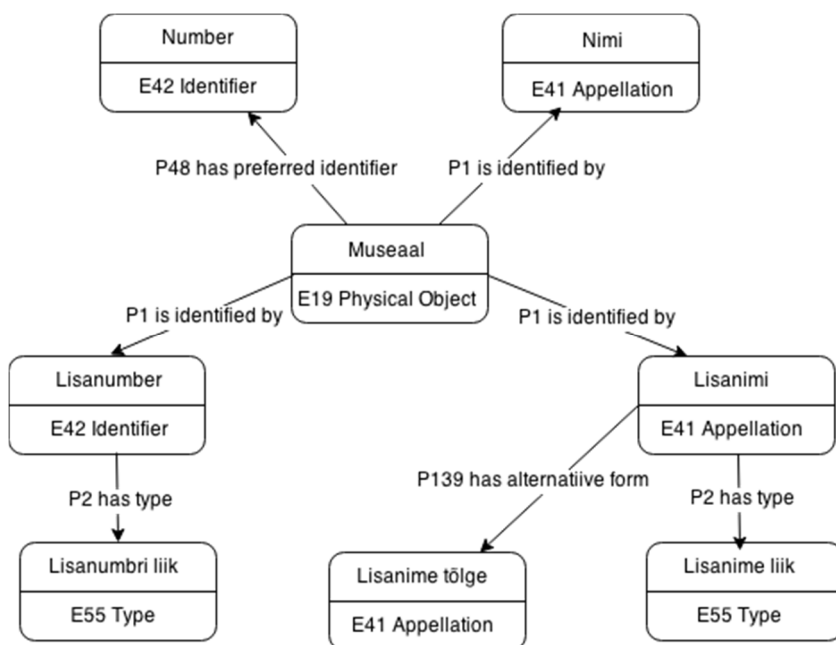 Number
E42 Identifier
Nimi
E41 Appellation
P48 has preferred identifier
P1 is identified by
Museaal
E19 Physical Object
P1 is identified by
P1 is identified by
Lisanumber
E42 Identifier
Lisanimi
E41 Appellation
P2 has type
P139 has alternatiive form
P2 has type
Lisanumbri liik
E55 Type
Lisanime tõlge
E41 Appellation
Lisanime liik
E55 Type